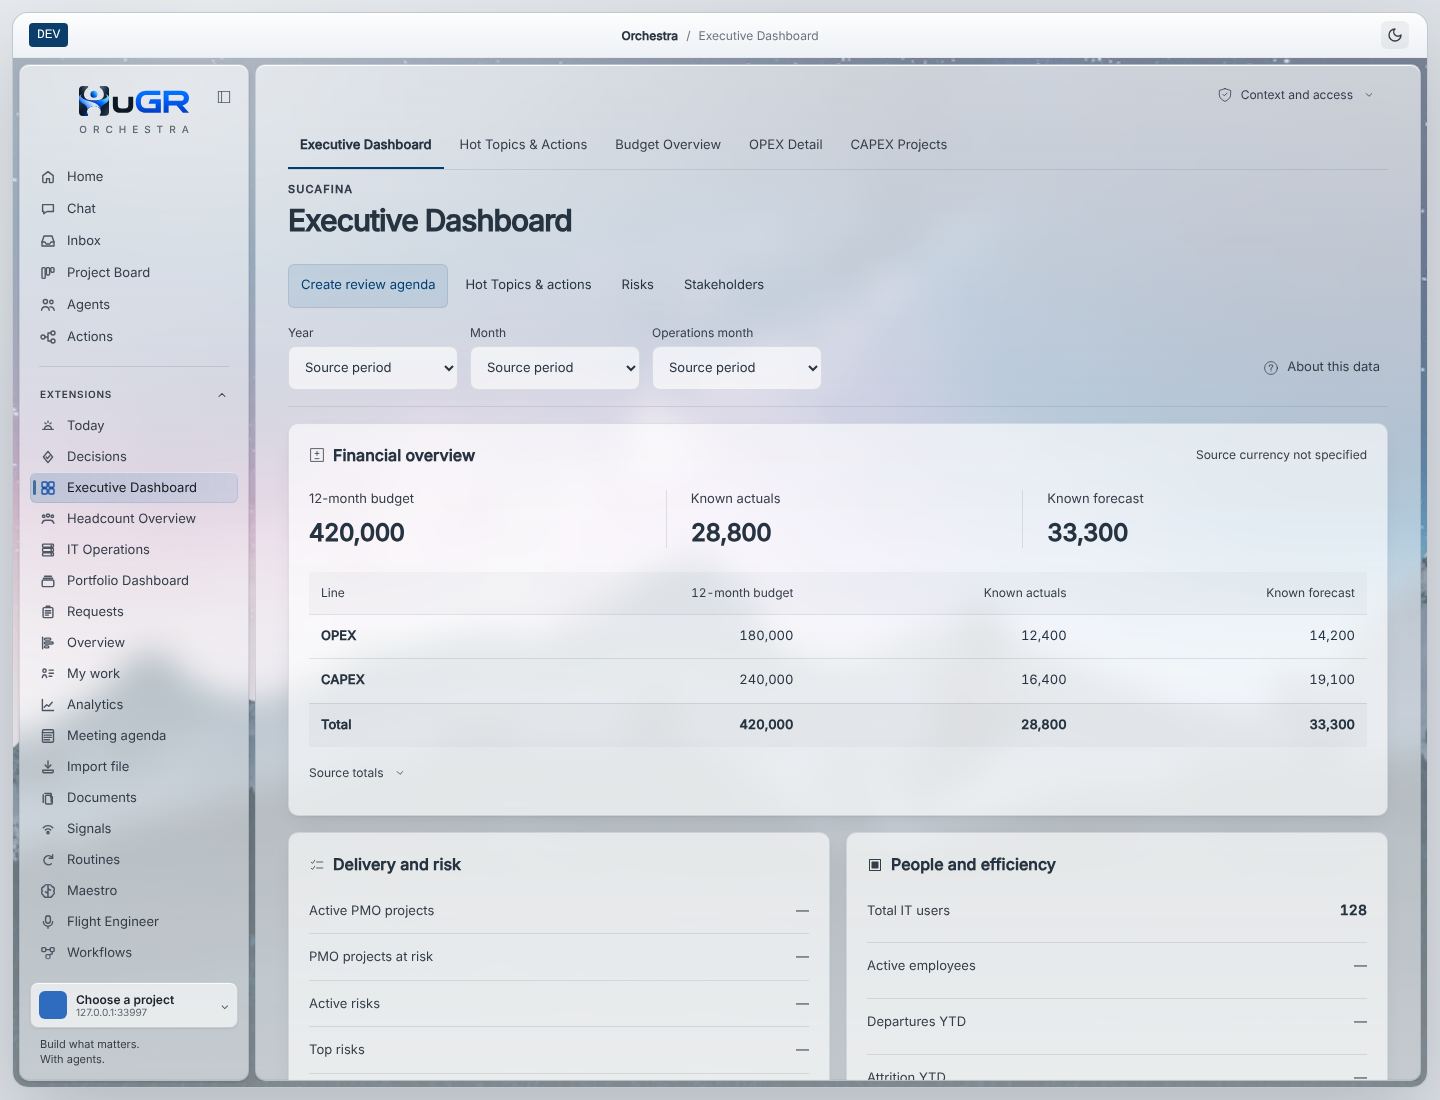 DEV
Orchestra / Executive Dashboard
HuGR
ORCHESTRA
Home
Chat
Inbox
Project Board
Agents
Actions
EXTENSIONS
Today
Decisions
Executive Dashboard
Headcount Overview
IT Operations
Portfolio Dashboard
Requests
Overview
My work
Analytics
Meeting agenda
Import file
Documents
Signals
Routines
Maestro
Flight Engineer
Workflows
Choose a project
127.0.0.1:33997
Build what matters.
With agents.
Context and access
Executive Dashboard Hot Topics & Actions Budget Overview OPEX Detail CAPEX Projects
SUCAFINA
Executive Dashboard
Create review agenda Hot Topics & actions Risks Stakeholders
Year Month Operations month
Source period Source period Source period About this data
Financial overview Source currency not specified
12-month budget Known actuals Known forecast
420,000 28,800 33,300
Line 12-month budget Known actuals Known forecast
OPEX 180,000 12,400 14,200
CAPEX 240,000 16,400 19,100
Total 420,000 28,800 33,300
Source totals
Delivery and risk
Active PMO projects —
PMO projects at risk —
Active risks —
Top risks —
People and efficiency
Total IT users 128
Active employees —
Departures YTD —
Attrition YTD —